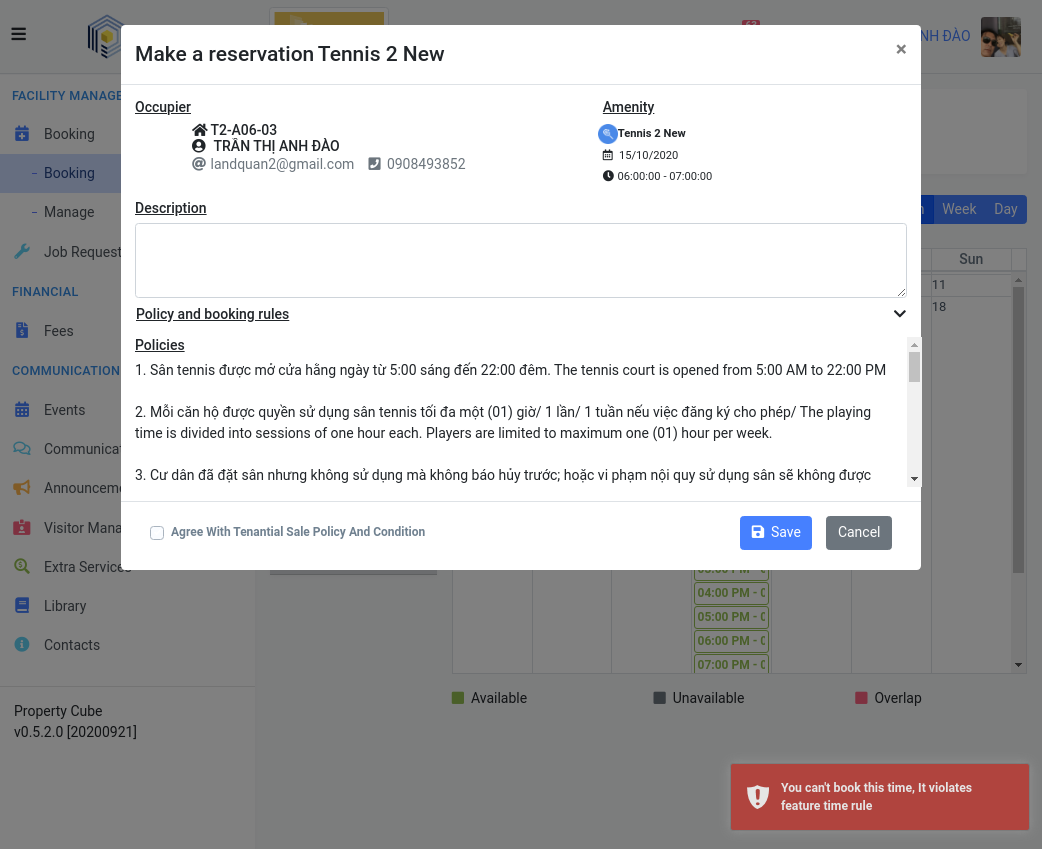 Make a reservation Tennis 2 New
×
Occupier
T2-A06-03
TRẦN THỊ ANH ĐÀO
landquan2@gmail.com 0908493852
Amenity
Tennis 2 New
15/10/2020
06:00:00 - 07:00:00
Description
Policy and booking rules
Policies
1. Sân tennis được mở cửa hằng ngày từ 5:00 sáng đến 22:00 đêm. The tennis court is opened from 5:00 AM to 22:00 PM
2. Mỗi căn hộ được quyền sử dụng sân tennis tối đa một (01) giờ/ 1 lần/ 1 tuần nếu việc đăng ký cho phép/ The playing
time is divided into sessions of one hour each. Players are limited to maximum one (01) hour per week.
3. Cư dân đã đặt sân nhưng không sử dụng mà không báo hủy trước; hoặc vi phạm nội quy sử dụng sân sẽ không được
Agree With Tenantial Sale Policy And Condition
Save
Cancel
NH ĐÀO
FACILITY MANAGE
Booking
Booking
Manage
Job Request
FINANCIAL
Fees
COMMUNICATION
Events
Communicat
Announceme
Visitor Mana
Extra Services
Library
Contacts
Property Cube
v0.5.2.0 [20200921]
Week Day
Sun
11
18
04:00 PM - 0
05:00 PM - 0
06:00 PM - 0
07:00 PM - 0
Available Unavailable Overlap
You can't book this time, It violates
feature time rule